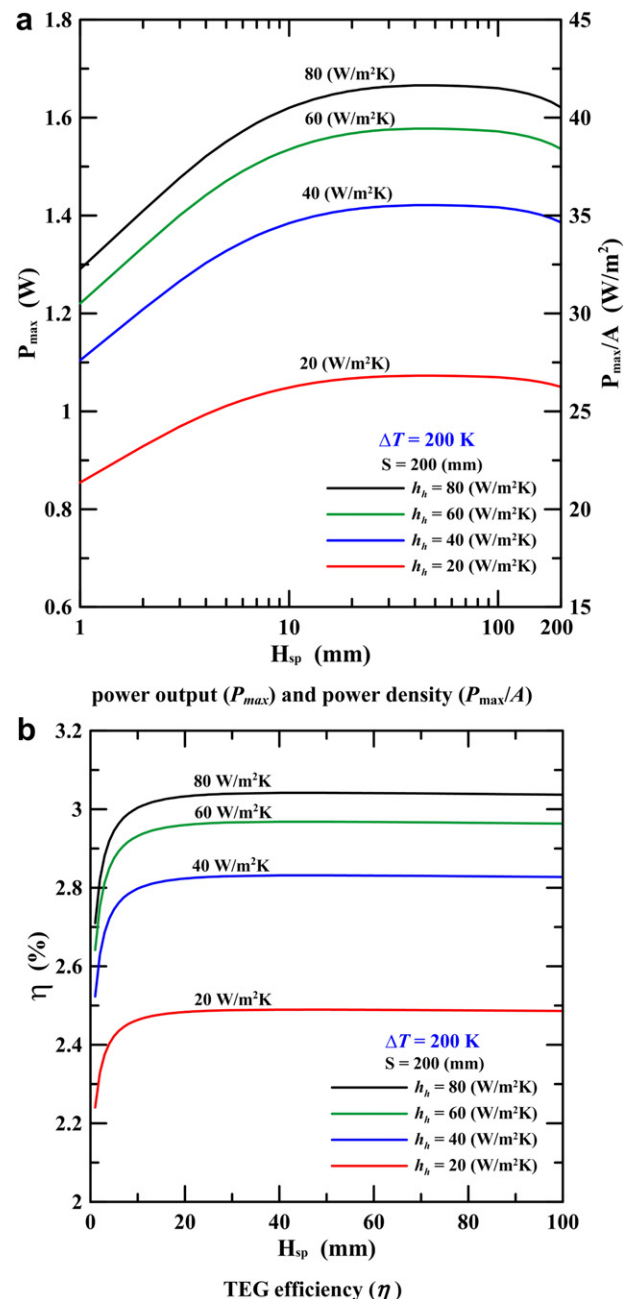 a
1.8
1.6
1.4
1.2
1
0.8
0.6
P_max (W)
45
40
35
30
25
20
15
P_max/A (W/m²)
80 (W/m²K)
60 (W/m²K)
40 (W/m²K)
20 (W/m²K)
ΔT = 200 K
S = 200 (mm)
h_h = 80 (W/m²K)
h_h = 60 (W/m²K)
h_h = 40 (W/m²K)
h_h = 20 (W/m²K)
1 10 100 200
H_sp (mm)
power output (P_max) and power density (P_max/A)
b
3.2
3
2.8
2.6
2.4
2.2
2
η (%)
80 W/m²K
60 W/m²K
40 W/m²K
20 W/m²K
ΔT = 200 K
S = 200 (mm)
h_h = 80 (W/m²K)
h_h = 60 (W/m²K)
h_h = 40 (W/m²K)
h_h = 20 (W/m²K)
0 20 40 60 80 100
H_sp (mm)
TEG efficiency (η)